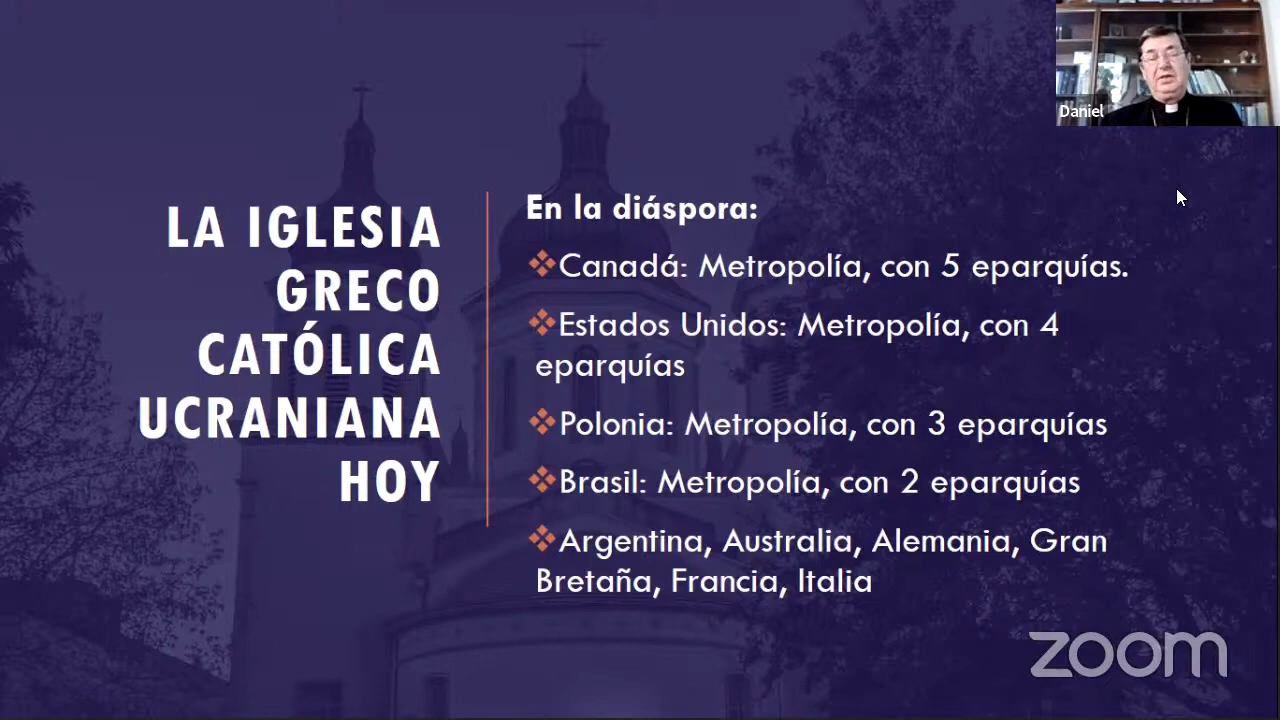 Daniel
LA IGLESIA
GRECO
CATÓLICA
UCRANIANA
HOY
En la diáspora:
❖Canadá: Metropolía, con 5 eparquías.
❖Estados Unidos: Metropolía, con 4
eparquías
❖Polonia: Metropolía, con 3 eparquías
❖Brasil: Metropolía, con 2 eparquías
❖Argentina, Australia, Alemania, Gran
Bretaña, Francia, Italia
zoom